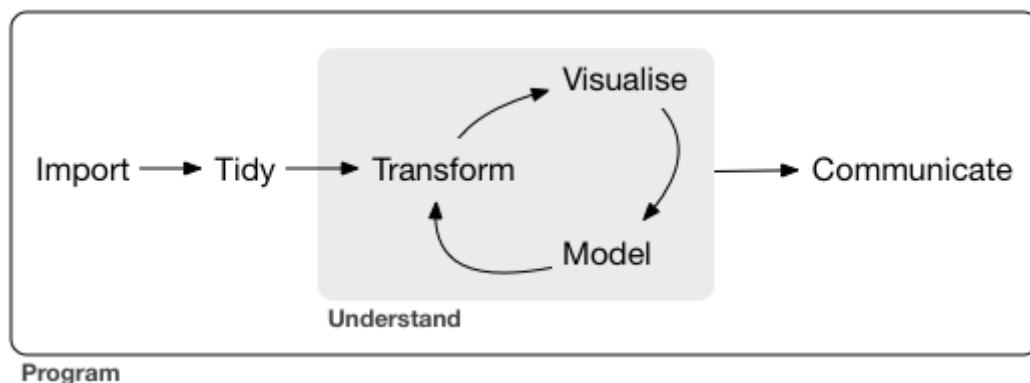 Visualise
Import
Tidy
Transform
Communicate
Model
Understand
Program